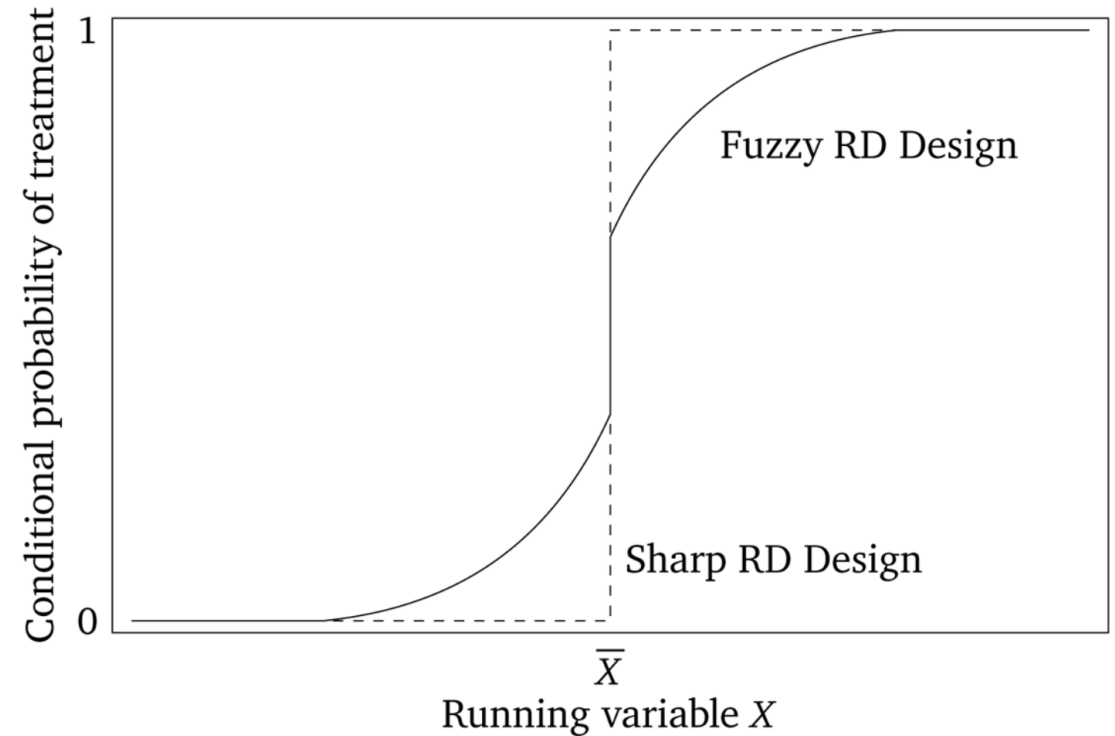 Conditional probability of treatment
1
0
Fuzzy RD Design
Sharp RD Design
X̅
Running variable X